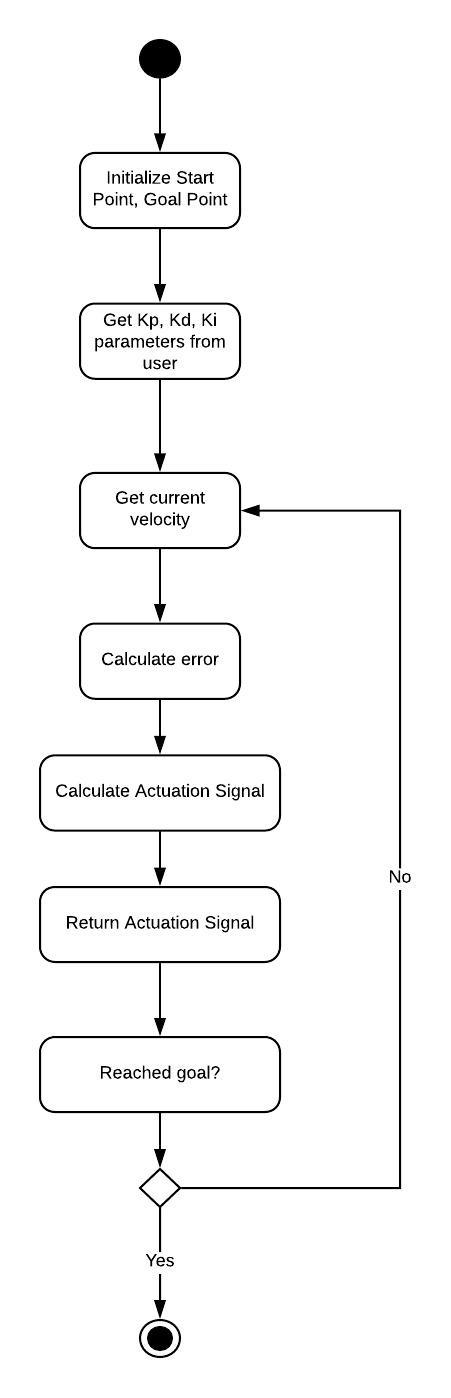 Initialize Start
Point, Goal Point
Get Kp, Kd, Ki
parameters from
user
Get current
velocity
Calculate error
Calculate Actuation Signal
No
Return Actuation Signal
Reached goal?
Yes